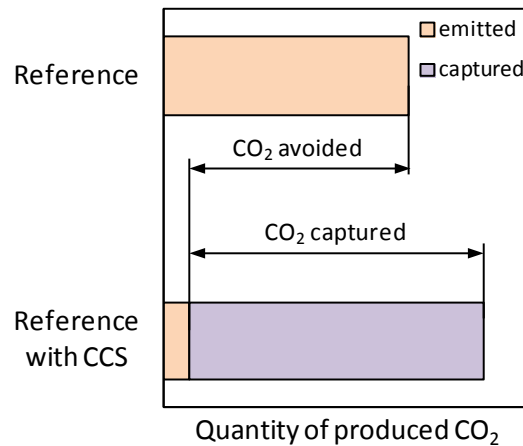 emitted
captured
Reference
CO₂ avoided
CO₂ captured
Reference
with CCS
Quantity of produced CO₂